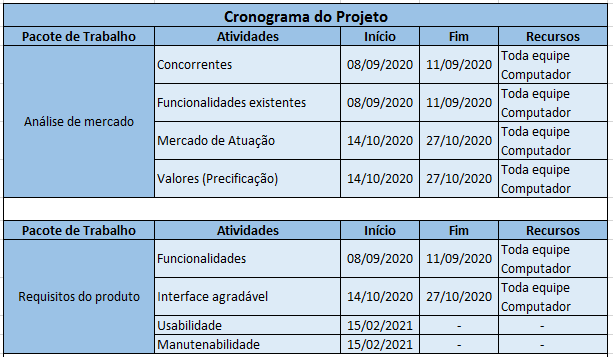 Cronograma do Projeto
Pacote de Trabalho Atividades Início Fim Recursos
Análise de mercado
Concorrentes 08/09/2020 11/09/2020 Toda equipe
Computador
Funcionalidades existentes 08/09/2020 11/09/2020 Toda equipe
Computador
Mercado de Atuação 14/10/2020 27/10/2020 Toda equipe
Computador
Valores (Precificação) 14/10/2020 27/10/2020 Toda equipe
Computador
Pacote de Trabalho Atividades Início Fim Recursos
Requisitos do produto
Funcionalidades 08/09/2020 11/09/2020 Toda equipe
Computador
Interface agradável 14/10/2020 27/10/2020 Toda equipe
Computador
Usabilidade 15/02/2021 - -
Manutenabilidade 15/02/2021 - -